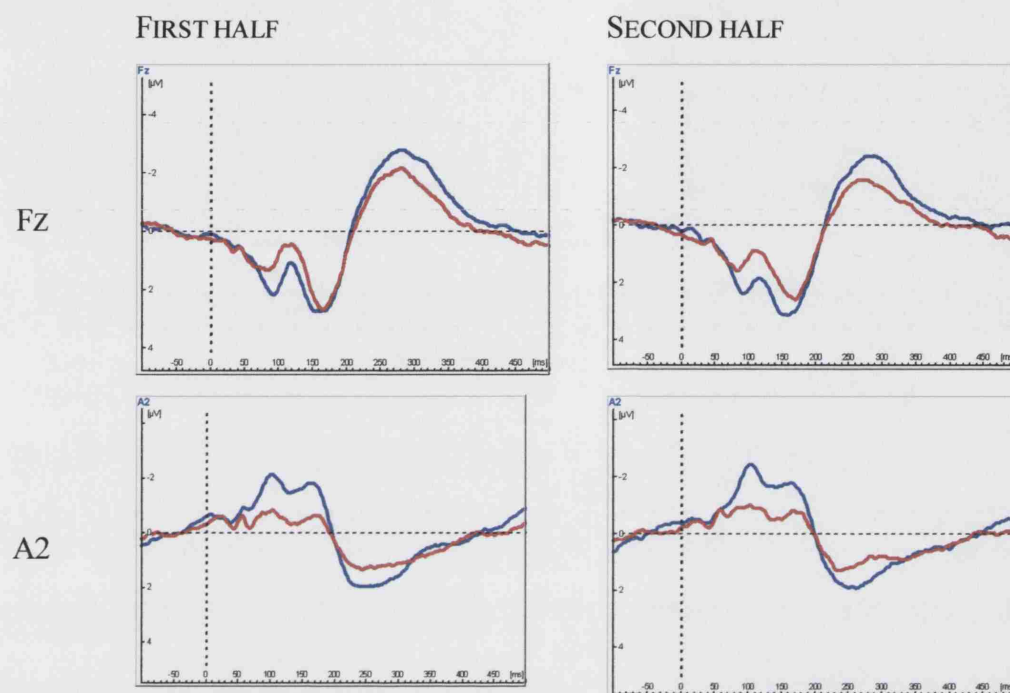 FIRST HALF SECOND HALF
Fz Fz
[µV] [µV]
-4 -4
-2 -2
Fz
0 0
2 2
4 4
-50 0 50 100 150 200 250 300 350 400 450 [ms] -50 0 50 100 150 200 250 300 350 400 450 [ms]
A2 A2
[µV] [µV]
-2 -2
0 0
A2
2 2
4 4
-50 0 50 100 150 200 250 300 350 400 450 [ms] -50 0 50 100 150 200 250 300 350 400 450